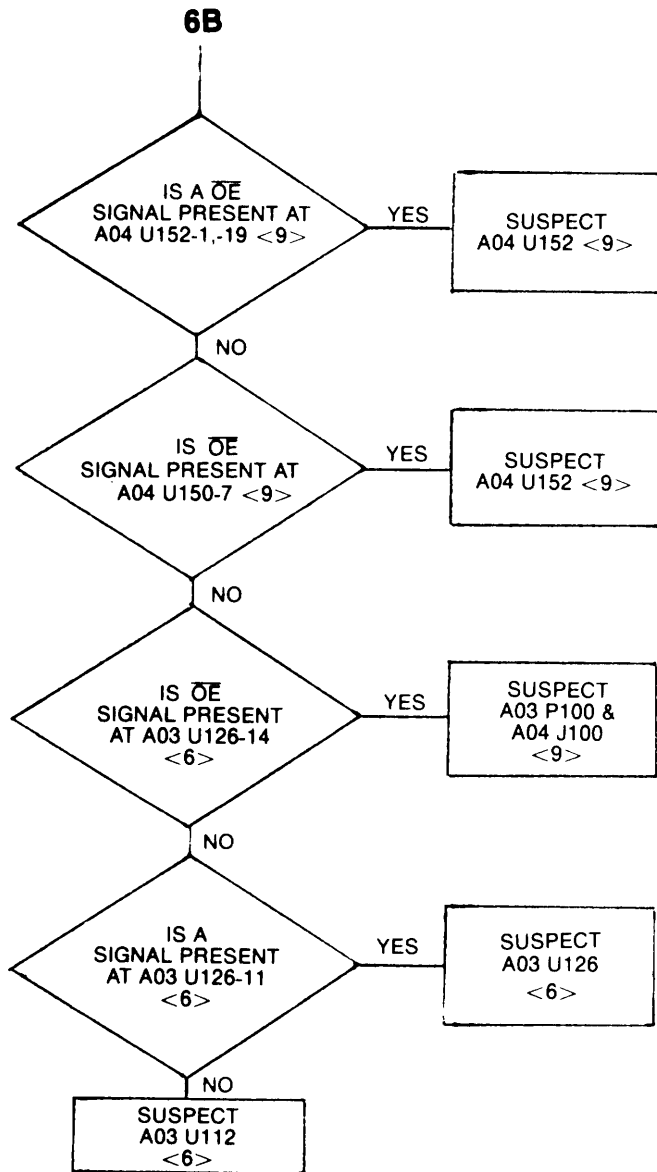 6B
IS A O̅E̅
SIGNAL PRESENT AT
A04 U152-1,-19 <9>
YES
SUSPECT
A04 U152 <9>
NO
IS O̅E̅
SIGNAL PRESENT AT
A04 U150-7 <9>
YES
SUSPECT
A04 U152 <9>
NO
IS O̅E̅
SIGNAL PRESENT
AT A03 U126-14
<6>
YES
SUSPECT
A03 P100 &
A04 J100
<9>
NO
IS A
SIGNAL PRESENT
AT A03 U126-11
<6>
YES
SUSPECT
A03 U126
<6>
NO
SUSPECT
A03 U112
<6>